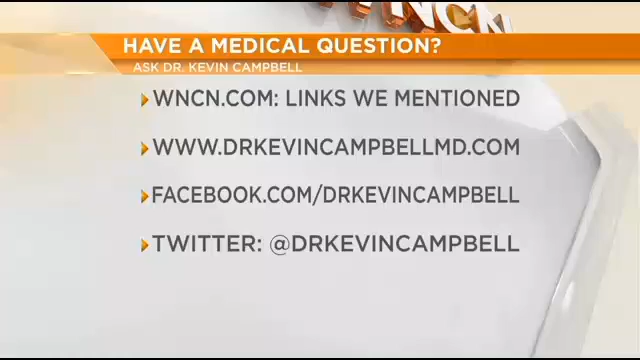 WNCN
HAVE A MEDICAL QUESTION?
ASK DR. KEVIN CAMPBELL
WNCN.COM: LINKS WE MENTIONED
WWW.DRKEVINCAMPBELLMD.COM
FACEBOOK.COM/DRKEVINCAMPBELL
TWITTER: @DRKEVINCAMPBELL